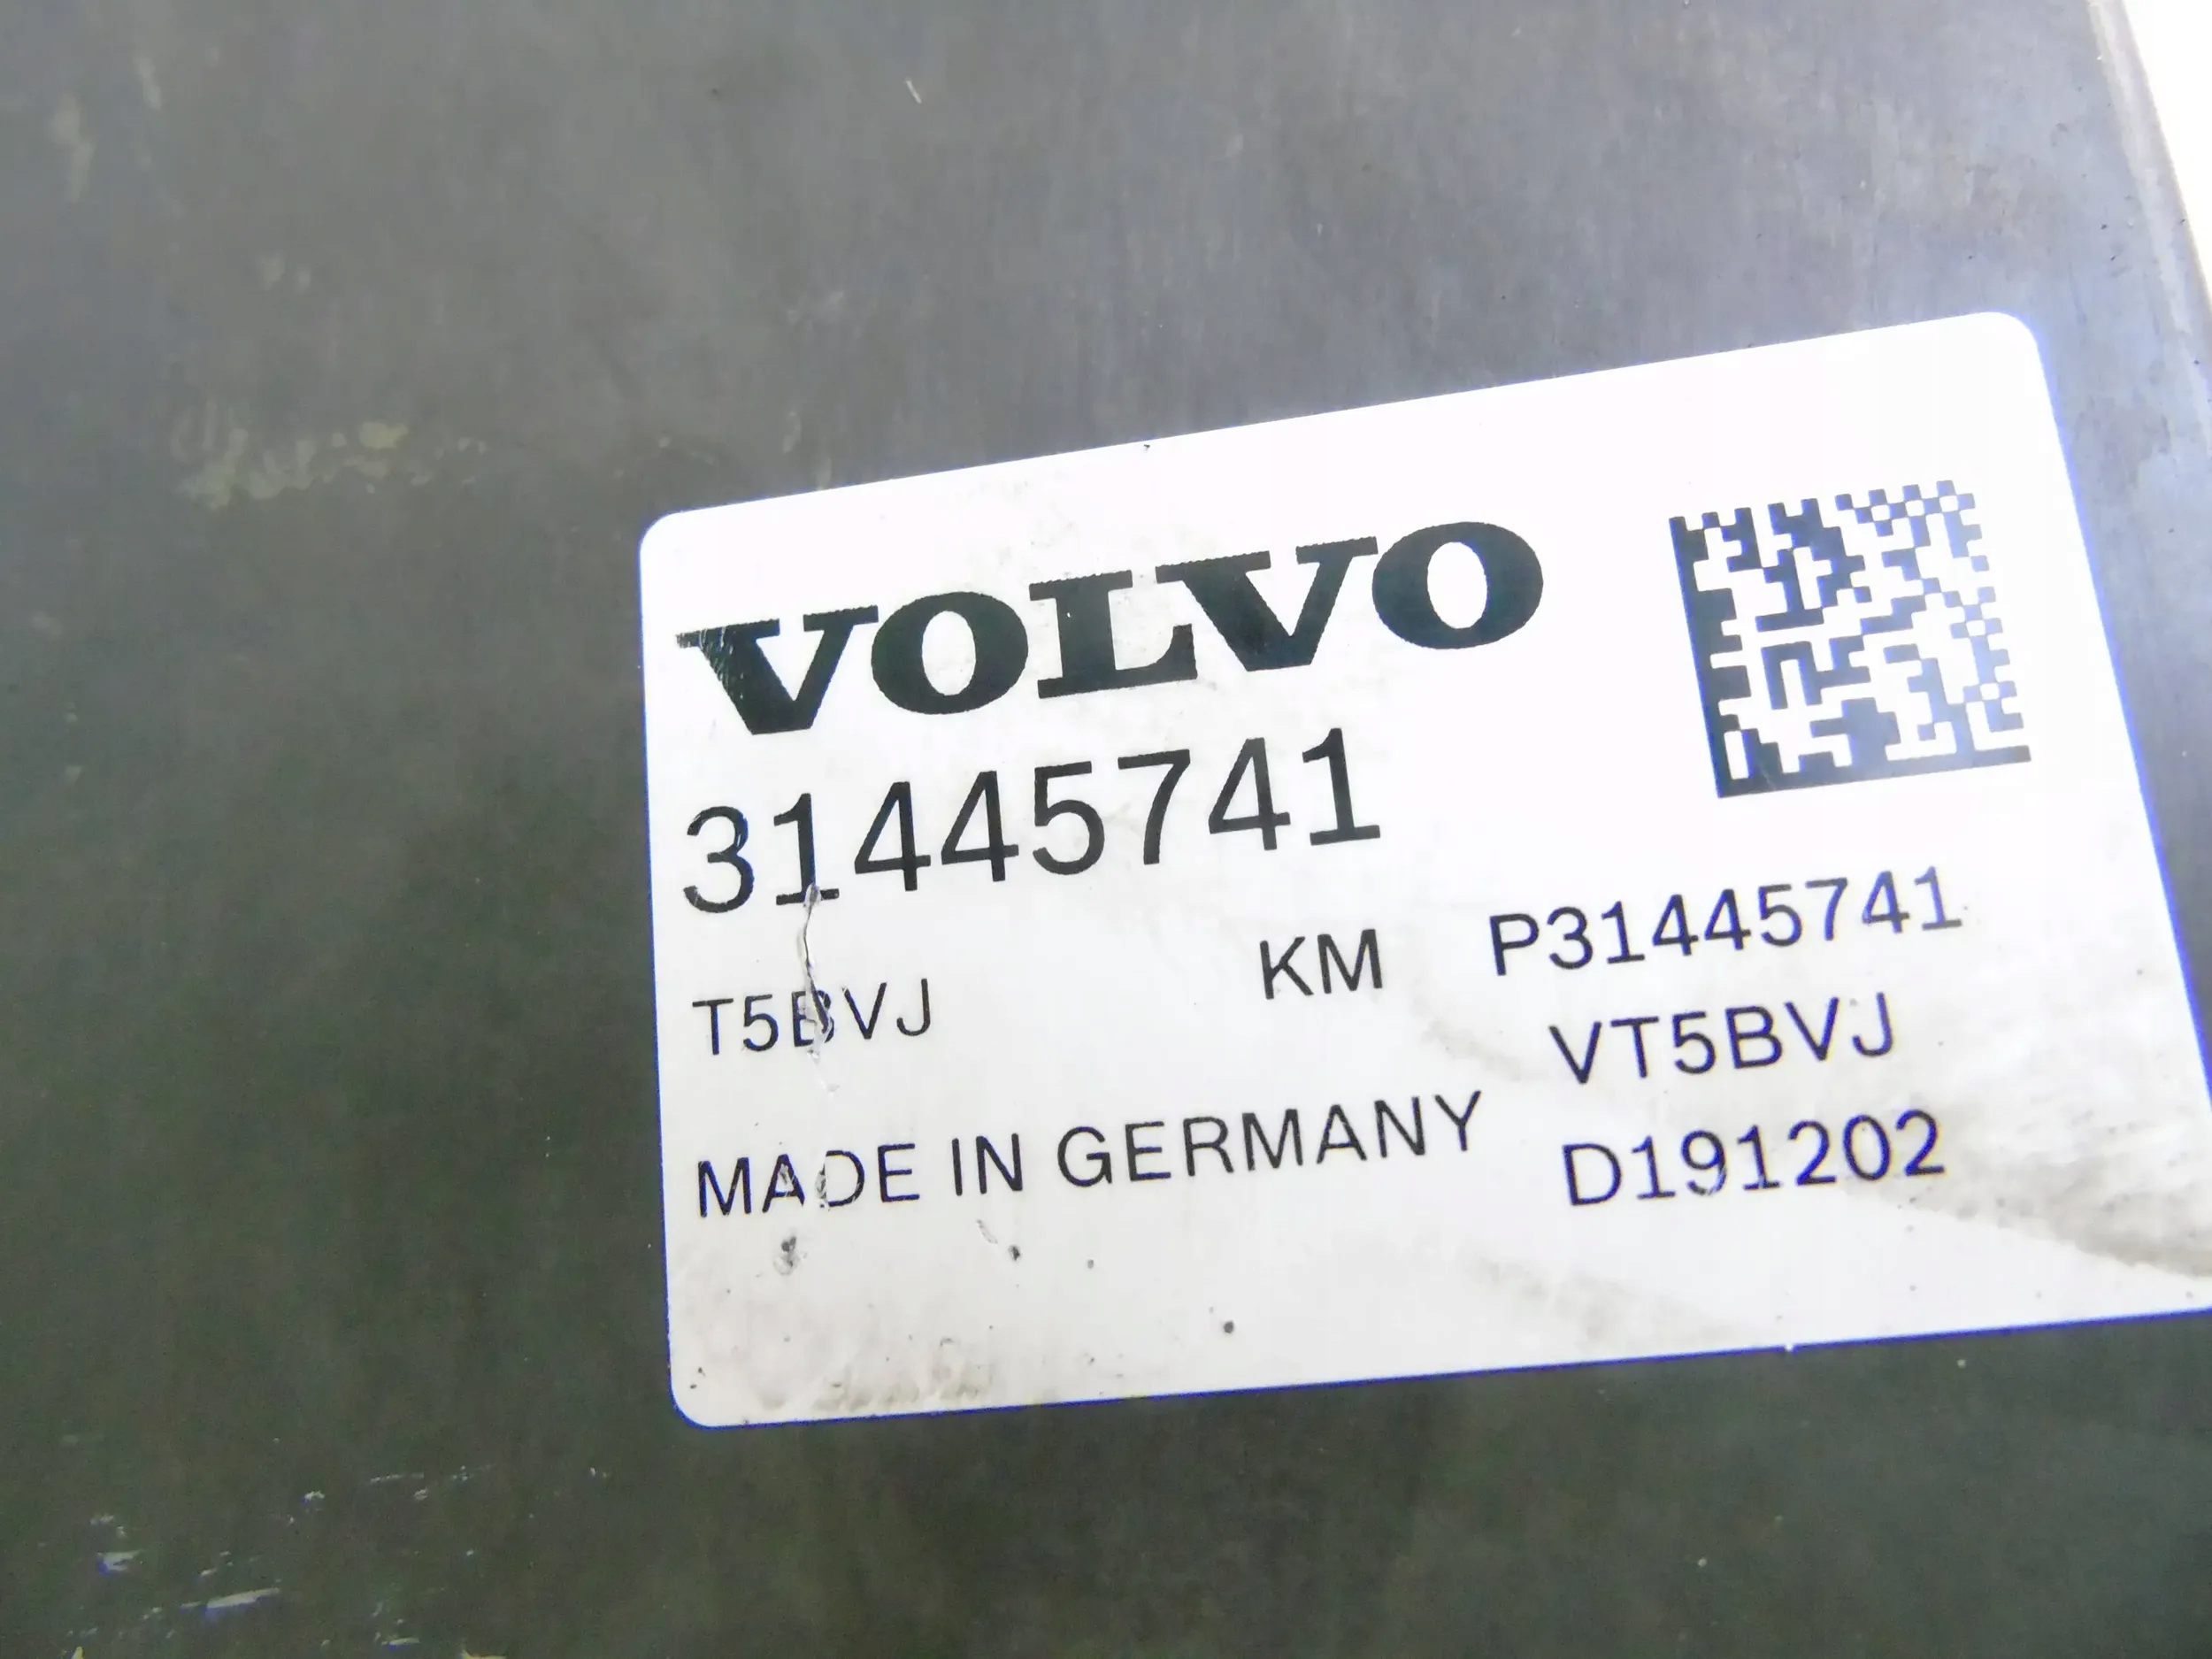 VOLVO
31445741
T5BVJ KM P31445741
VT5BVJ
MADE IN GERMANY D191202